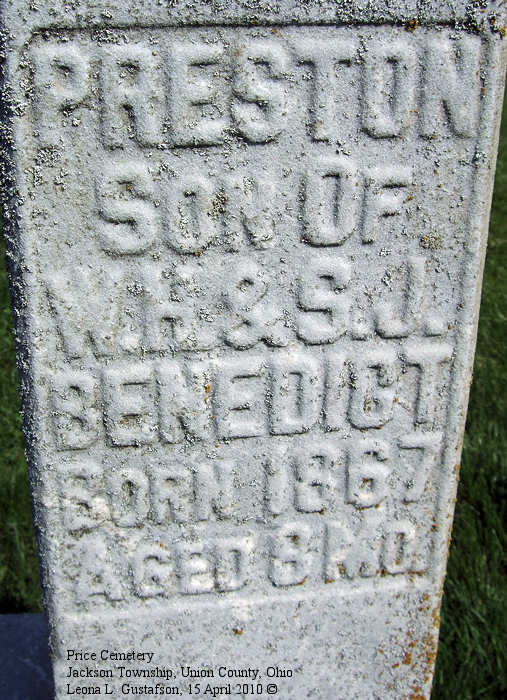 PRESTON
SON OF
W.H. & S.J.
BENEDICT
BORN 1867
AGED 8 MO.
Price Cemetery
Jackson Township, Union County, Ohio
Leona L. Gustafson, 15 April 2010 ©